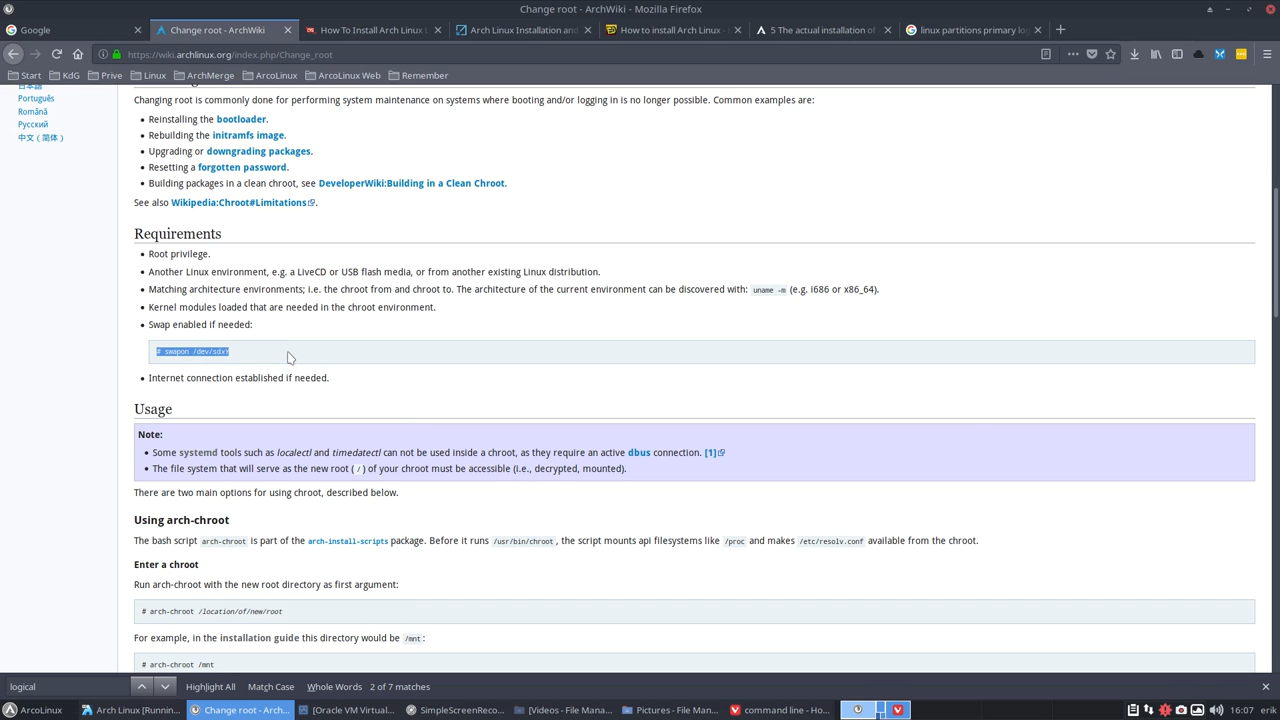 Change root - ArchWiki - Mozilla Firefox
Google
Change root - ArchWiki
How To Install Arch Linux L
Arch Linux Installation and
How to install Arch Linux -
5 The actual installation of
linux partitions primary log
https://wiki.archlinux.org/index.php/Change_root
Start KdG Prive Linux ArchMerge ArcoLinux ArcoLinux Web Remember
日本語
Português
Română
Русский
中文（简体）
Changing root is commonly done for performing system maintenance on systems where booting and/or logging in is no longer possible. Common examples are:
Reinstalling the bootloader.
Rebuilding the initramfs image.
Upgrading or downgrading packages.
Resetting a forgotten password.
Building packages in a clean chroot, see DeveloperWiki:Building in a Clean Chroot.
See also Wikipedia:Chroot#Limitations.
Requirements
Root privilege.
Another Linux environment, e.g. a LiveCD or USB flash media, or from another existing Linux distribution.
Matching architecture environments; i.e. the chroot from and chroot to. The architecture of the current environment can be discovered with: uname -m (e.g. i686 or x86_64).
Kernel modules loaded that are needed in the chroot environment.
Swap enabled if needed:
# swapon /dev/sdxY
Internet connection established if needed.
Usage
Note:
Some systemd tools such as localectl and timedatectl can not be used inside a chroot, as they require an active dbus connection. [1]
The file system that will serve as the new root (/) of your chroot must be accessible (i.e., decrypted, mounted).
There are two main options for using chroot, described below.
Using arch-chroot
The bash script arch-chroot is part of the arch-install-scripts package. Before it runs /usr/bin/chroot, the script mounts api filesystems like /proc and makes /etc/resolv.conf available from the chroot.
Enter a chroot
Run arch-chroot with the new root directory as first argument:
# arch-chroot /location/of/new/root
For example, in the installation guide this directory would be /mnt:
# arch-chroot /mnt
logical
Highlight All Match Case Whole Words 2 of 7 matches
ArcoLinux
Arch Linux [Runnin...
Change root - Arch...
[Oracle VM Virtual...
SimpleScreenReco...
[Videos - File Mana...
Pictures - File Man...
command line - Ho...
16:07 erik